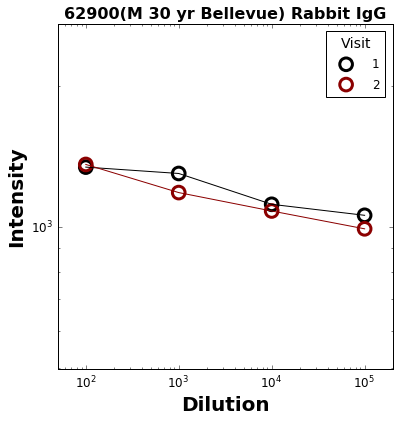 62900(M 30 yr Bellevue) Rabbit IgG
Visit
1
2
Intensity
10³
10² 10³ 10⁴ 10⁵
Dilution